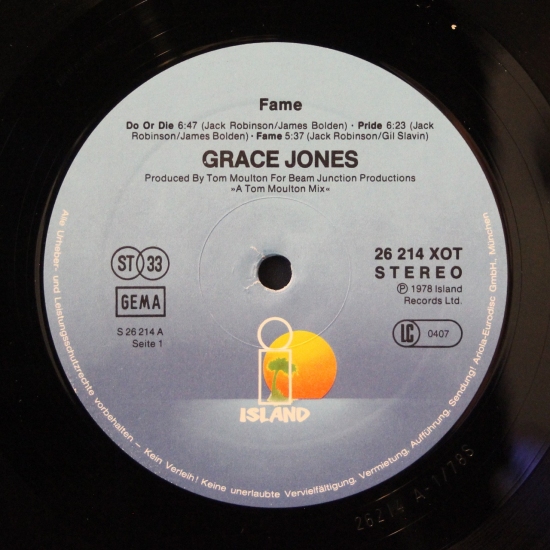 Fame
Do Or Die 6:47 (Jack Robinson/James Bolden) · Pride 6:23 (Jack
Robinson/James Bolden) · Fame 5:37 (Jack Robinson/Gil Slavin)
GRACE JONES
Produced By Tom Moulton For Beam Junction Productions
»A Tom Moulton Mix«
ST 33
GEMA
S 26 214 A
Seite 1
26 214 XOT
STEREO
Ⓟ 1978 Island
Records Ltd.
LC 0407
i
ISLAND
Alle Urheber- und Leistungsschutzrechte vorbehalten – Kein Verleih! Keine unerlaubte Vervielfältigung, Vermietung, Aufführung, Sendung! Ariola-Eurodisc GmbH, München
26214 A-1/78S